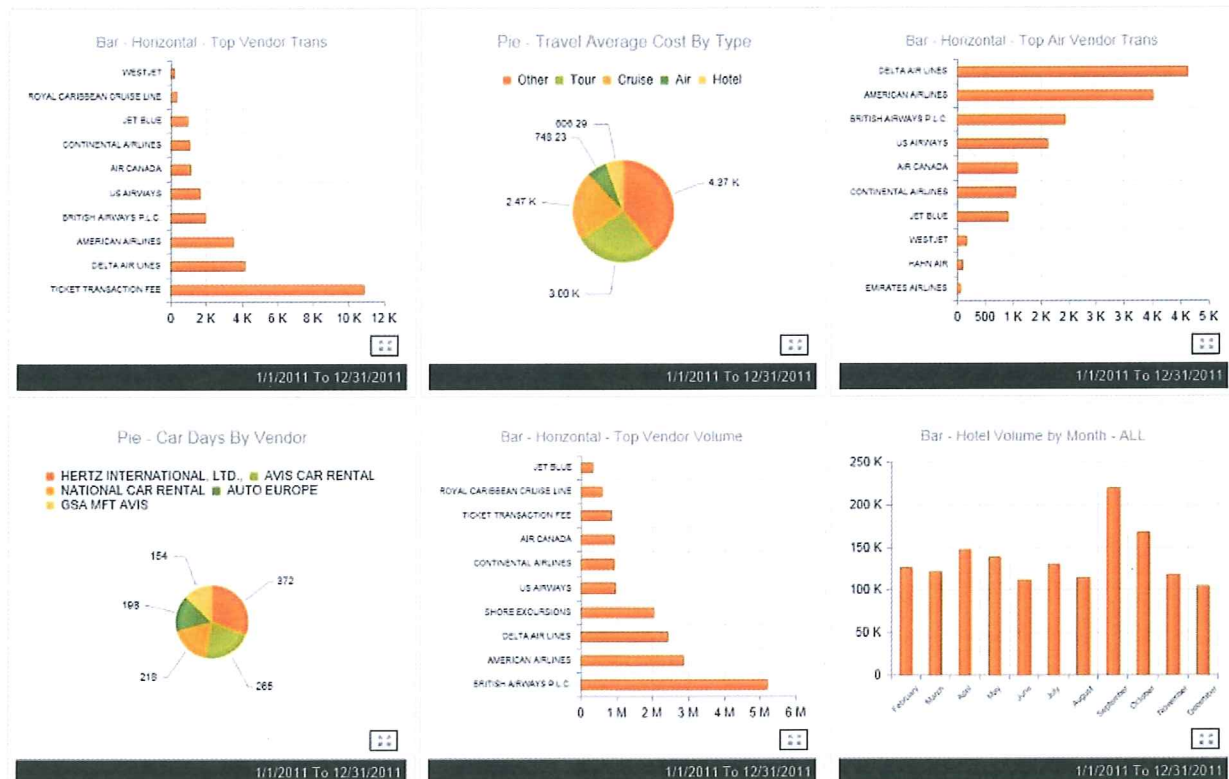 Bar - Horizontal - Top Vendor Trans
WESTJET
ROYAL CARIBBEAN CRUISE LINE
JET BLUE
CONTINENTAL AIRLINES
AIR CANADA
US AIRWAYS
BRITISH AIRWAYS P.L.C.
AMERICAN AIRLINES
DELTA AIR LINES
TICKET TRANSACTION FEE
0 2 K 4 K 6 K 8 K 10 K 12 K
1/1/2011 To 12/31/2011
Pie - Travel Average Cost By Type
Other Tour Cruise Air Hotel
606.29
748.23
4.27 K
2.47 K
3.00 K
1/1/2011 To 12/31/2011
Bar - Horizontal - Top Air Vendor Trans
DELTA AIR LINES
AMERICAN AIRLINES
BRITISH AIRWAYS P.L.C.
US AIRWAYS
AIR CANADA
CONTINENTAL AIRLINES
JET BLUE
WESTJET
HAHN AIR
EMIRATES AIRLINES
0 500 1 K 2 K 2 K 3 K 3 K 4 K 4 K 5 K
1/1/2011 To 12/31/2011
Pie - Car Days By Vendor
HERTZ INTERNATIONAL, LTD., AVIS CAR RENTAL
NATIONAL CAR RENTAL AUTO EUROPE
GSA MFT AVIS
154
372
198
218
265
1/1/2011 To 12/31/2011
Bar - Horizontal - Top Vendor Volume
JET BLUE
ROYAL CARIBBEAN CRUISE LINE
TICKET TRANSACTION FEE
AIR CANADA
CONTINENTAL AIRLINES
US AIRWAYS
SHORE EXCURSIONS
DELTA AIR LINES
AMERICAN AIRLINES
BRITISH AIRWAYS P.L.C.
0 1 M 2 M 3 M 4 M 5 M 6 M
1/1/2011 To 12/31/2011
Bar - Hotel Volume by Month - ALL
250 K
200 K
150 K
100 K
50 K
0
February March April May June July August September October November December
1/1/2011 To 12/31/2011